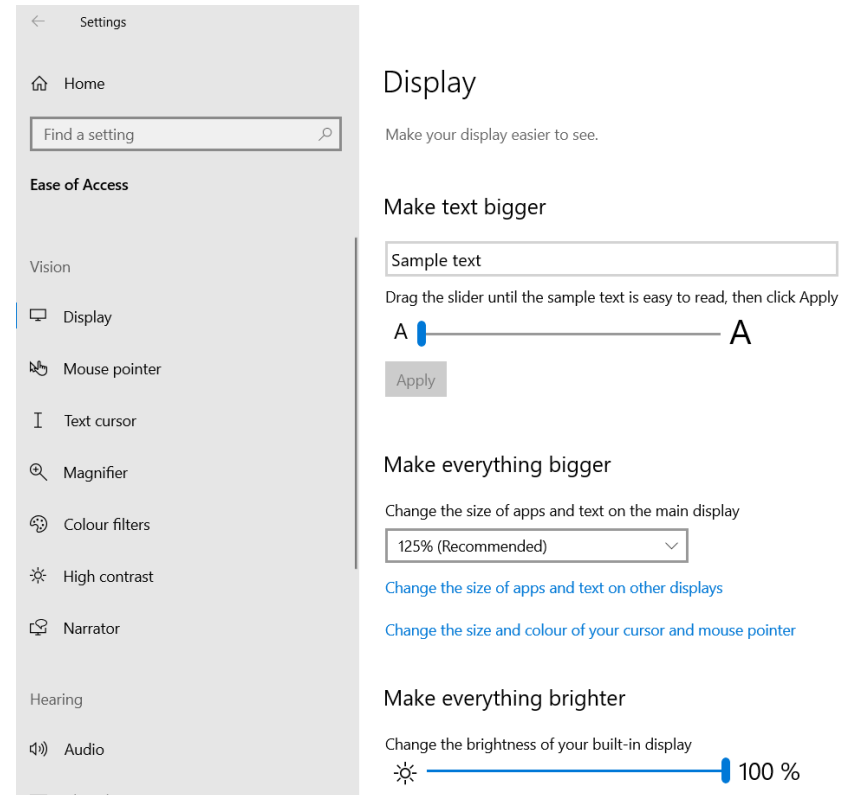 Settings
Home
Find a setting
Ease of Access
Vision
Display
Mouse pointer
Text cursor
Magnifier
Colour filters
High contrast
Narrator
Hearing
Audio
Display
Make your display easier to see.
Make text bigger
Sample text
Drag the slider until the sample text is easy to read, then click Apply
A A
Apply
Make everything bigger
Change the size of apps and text on the main display
125% (Recommended)
Change the size of apps and text on other displays
Change the size and colour of your cursor and mouse pointer
Make everything brighter
Change the brightness of your built-in display
100 %